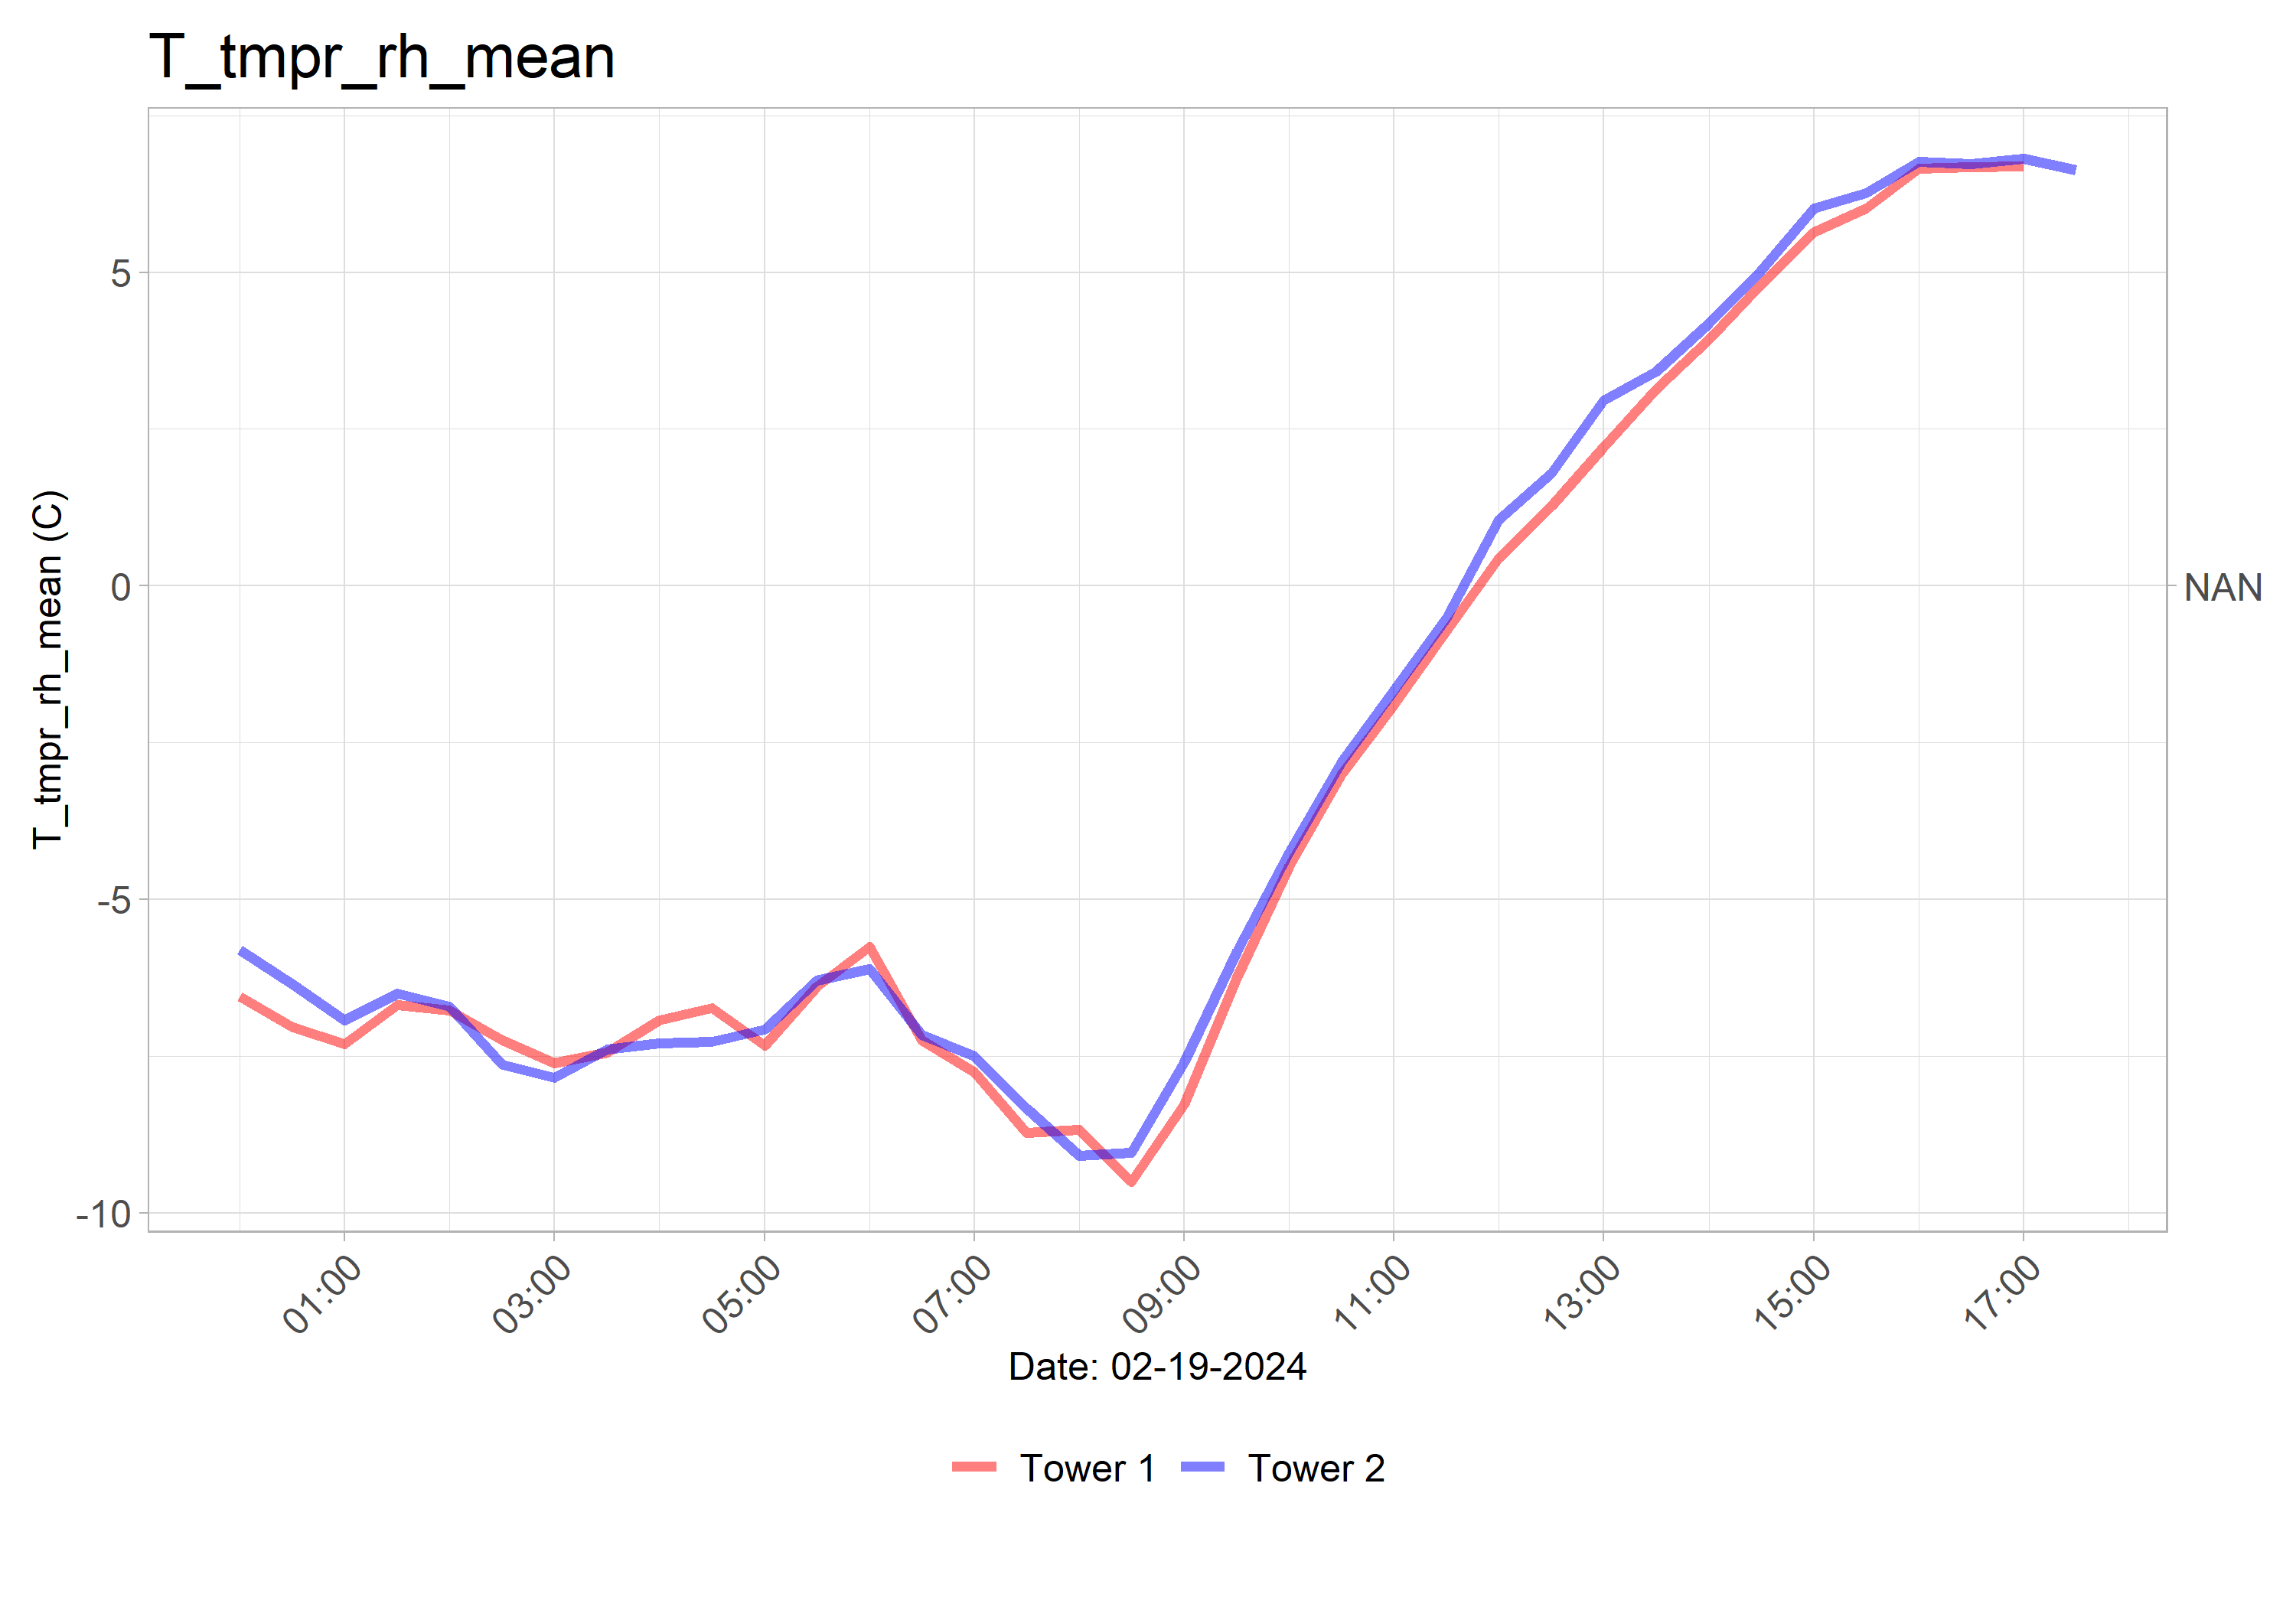 T_tmpr_rh_mean
T_tmpr_rh_mean (C)
5
0
-5
-10
NAN
01:00
03:00
05:00
07:00
09:00
11:00
13:00
15:00
17:00
Date: 02-19-2024
Tower 1
Tower 2